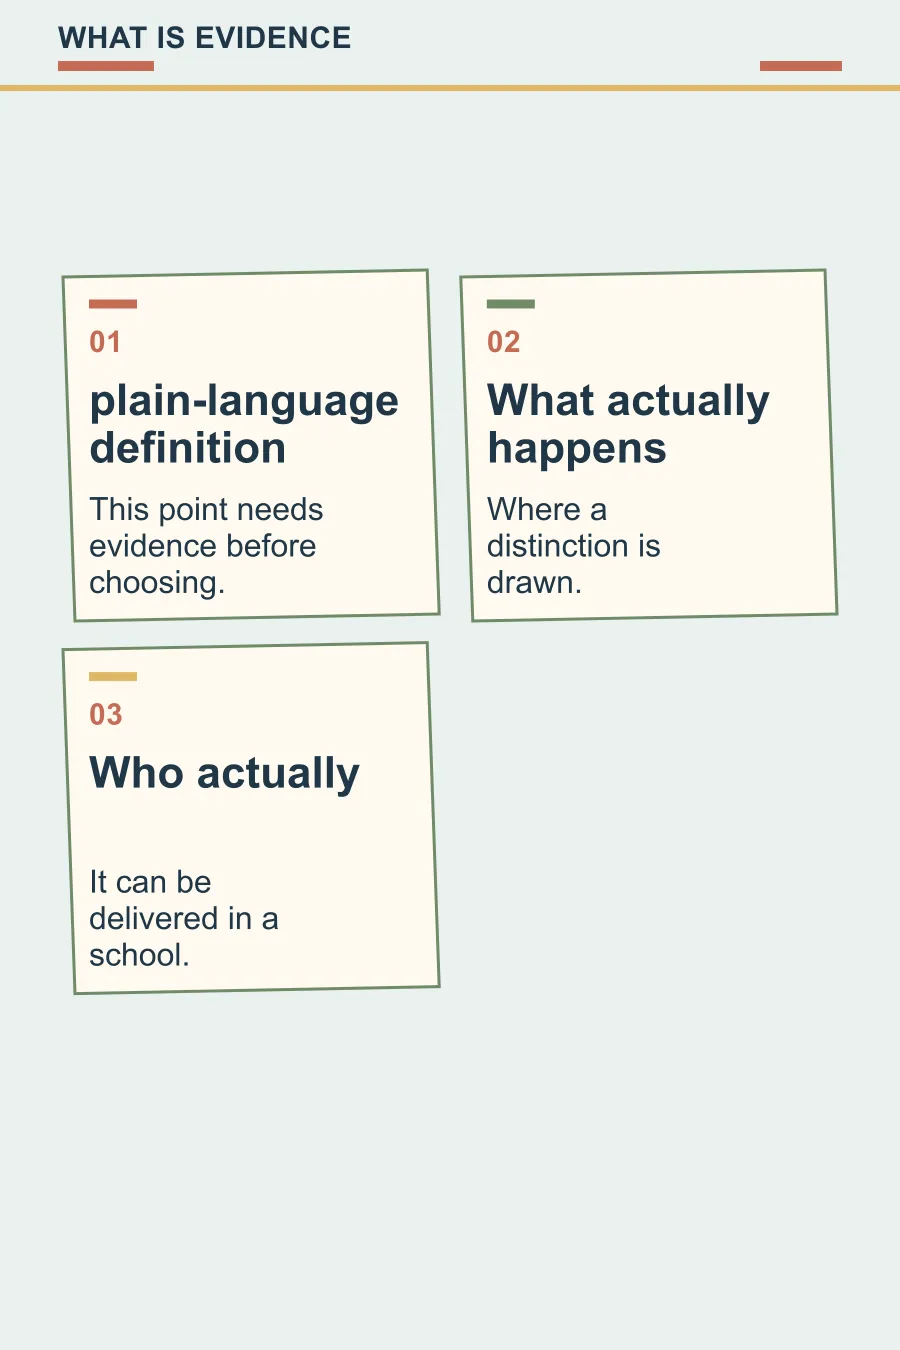 WHAT IS EVIDENCE
01
plain-language
definition
This point needs
evidence before
choosing.
02
What actually
happens
Where a
distinction is
drawn.
03
Who actually
It can be
delivered in a
school.